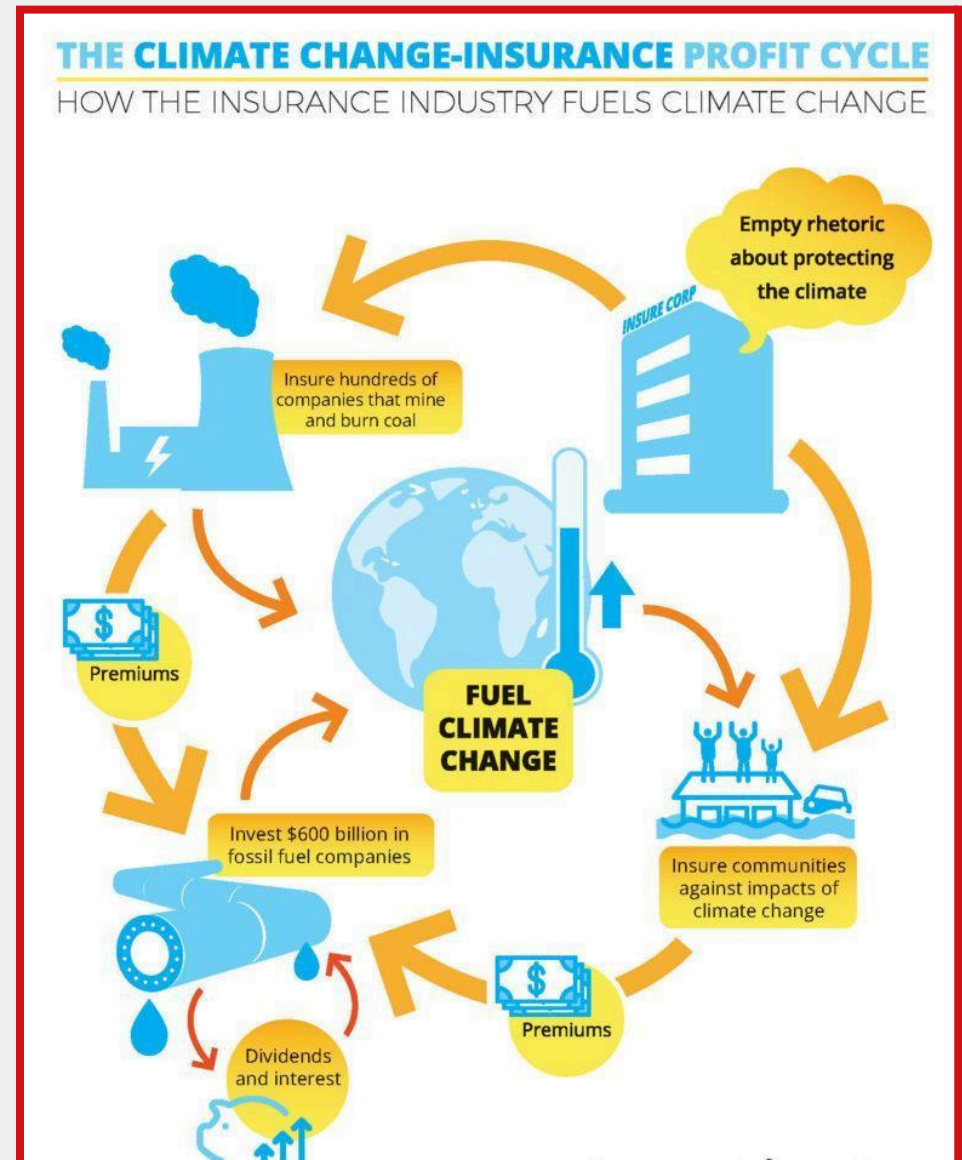 THE CLIMATE CHANGE-INSURANCE PROFIT CYCLE
HOW THE INSURANCE INDUSTRY FUELS CLIMATE CHANGE
Empty rhetoric
about protecting
the climate
INSURE CORP
Insure hundreds of
companies that mine
and burn coal
$
Premiums
FUEL
CLIMATE
CHANGE
Invest $600 billion in
fossil fuel companies
Insure communities
against impacts of
climate change
$
Premiums
Dividends
and interest